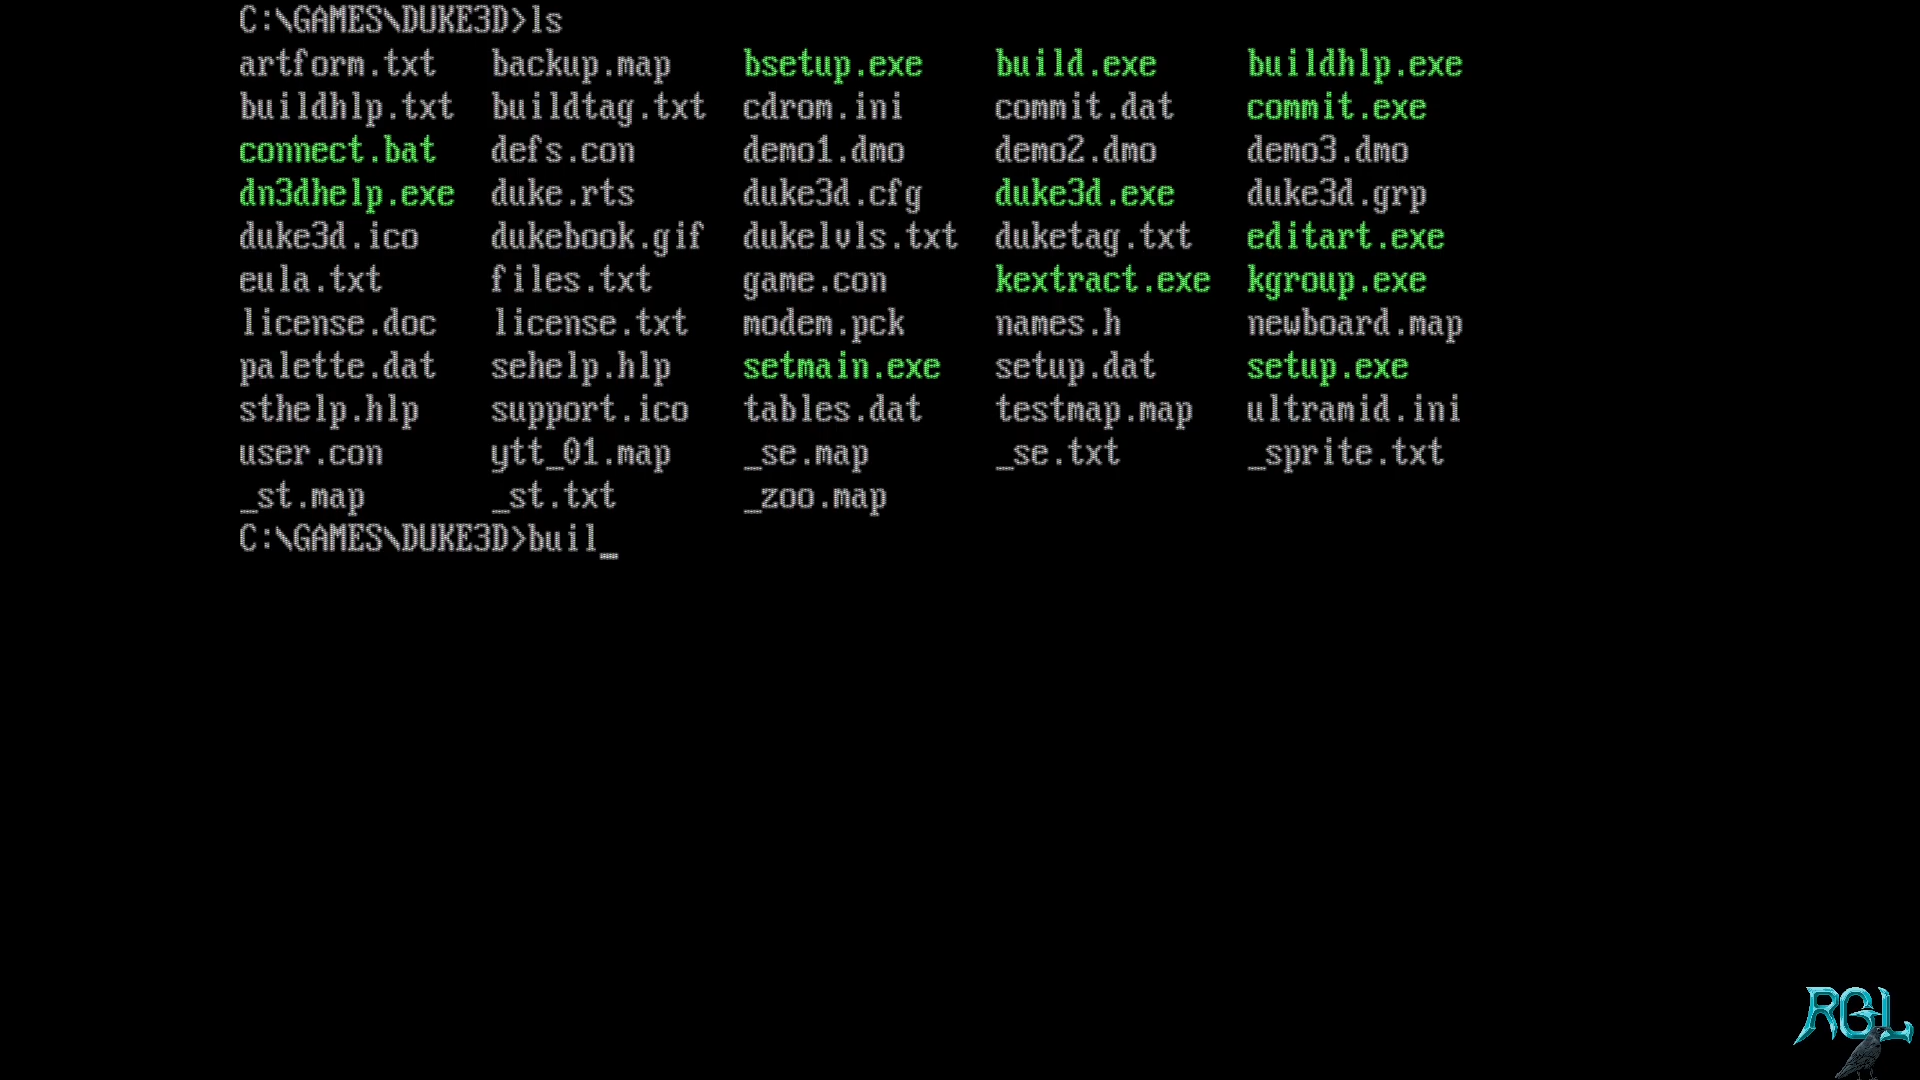 C:\GAMES\DUKE3D>ls
artform.txt backup.map bsetup.exe build.exe buildhlp.exe
buildhlp.txt buildtag.txt cdrom.ini commit.dat commit.exe
connect.bat defs.con demo1.dmo demo2.dmo demo3.dmo
dn3dhelp.exe duke.rts duke3d.cfg duke3d.exe duke3d.grp
duke3d.ico dukebook.gif dukelvls.txt duketag.txt editart.exe
eula.txt files.txt game.con kextract.exe kgroup.exe
license.doc license.txt modem.pck names.h newboard.map
palette.dat sehelp.hlp setmain.exe setup.dat setup.exe
sthelp.hlp support.ico tables.dat testmap.map ultramid.ini
user.con ytt_01.map _se.map _se.txt _sprite.txt
_st.map _st.txt _zoo.map
C:\GAMES\DUKE3D>buil_
RGL